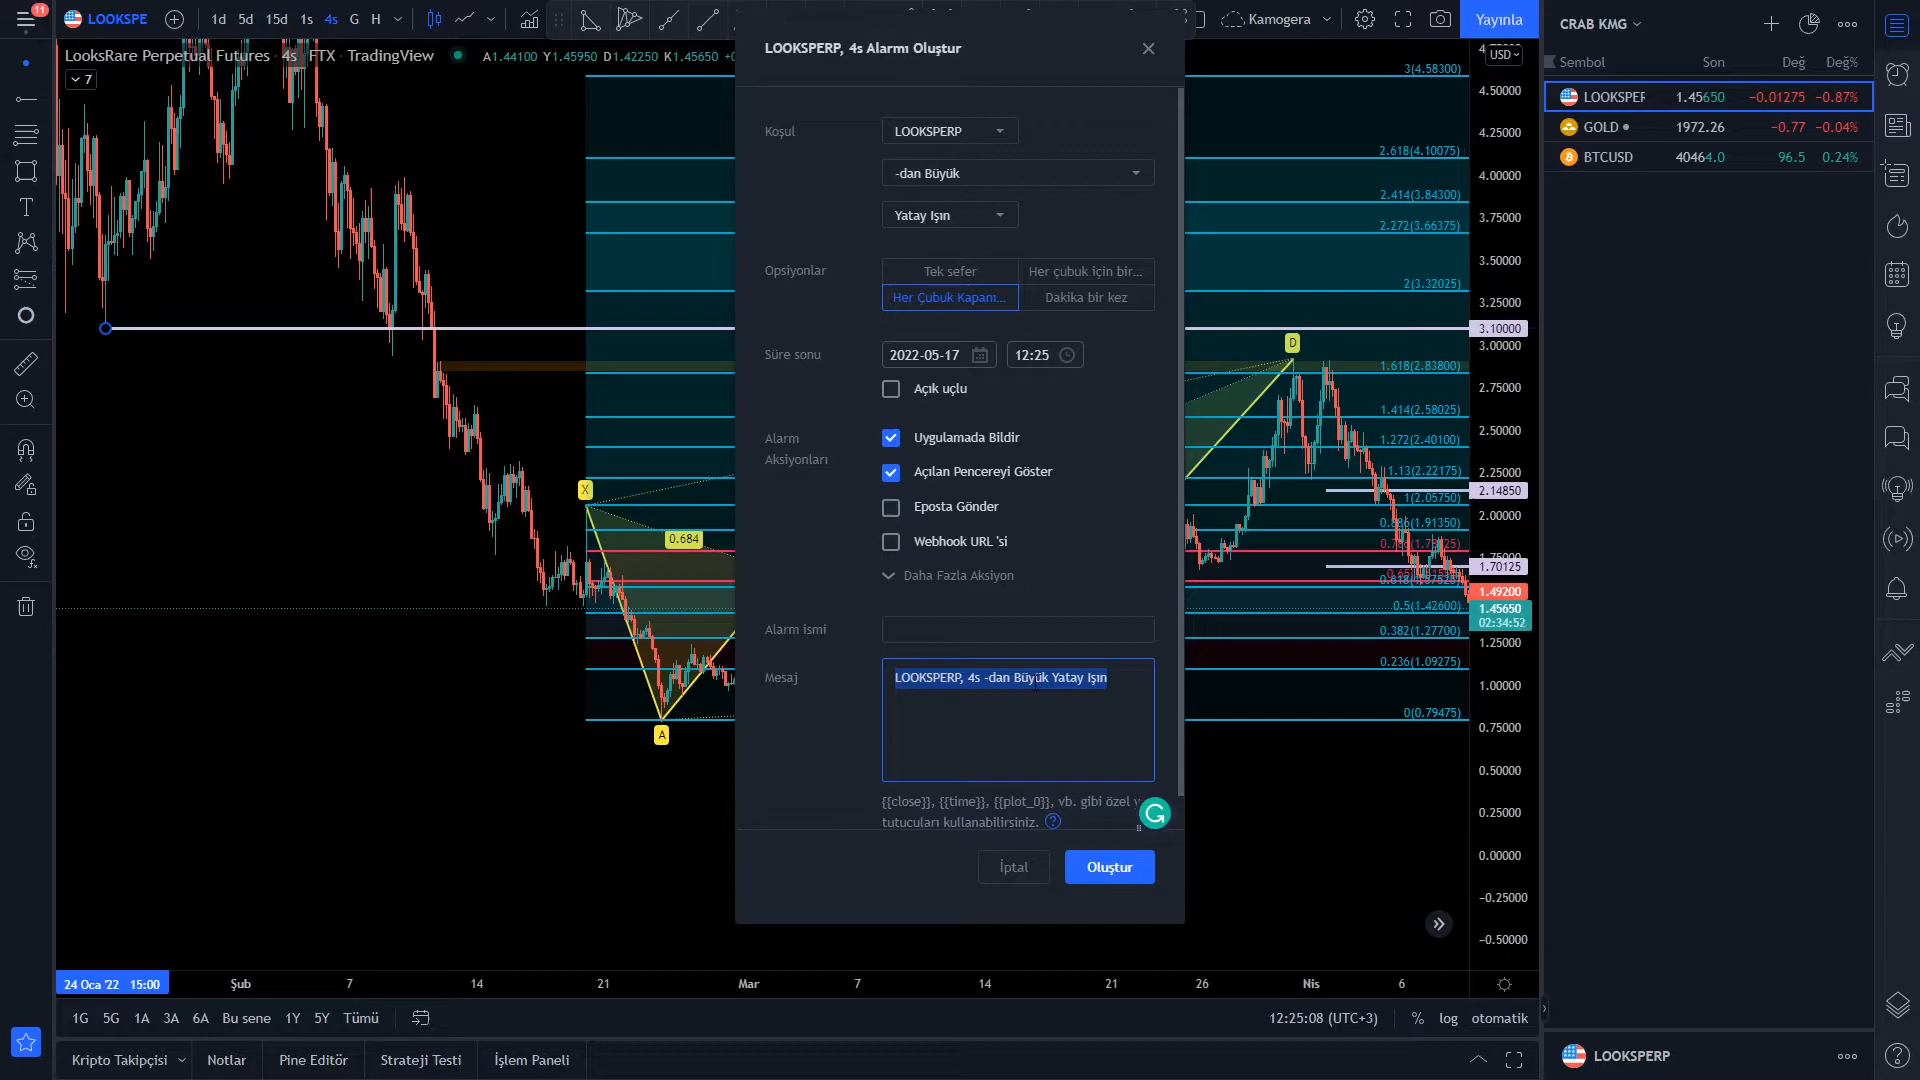 11
LOOKSPE
1d 5d 15d 1s 4s G H
Kamogera
Yayınla
CRAB KMG
LooksRare Perpetual Futures · 4s · FTX · TradingView
A1.44100 Y1.45950 D1.42250 K1.45650
7
LOOKSPERP, 4s Alarmı Oluştur
USD
Sembol Son Değ Değ%
LOOKSPER 1.45650 −0.01275 −0.87%
GOLD 1972.26 −0.77 −0.04%
BTCUSD 40464.0 96.5 0.24%
Koşul
LOOKSPERP
-dan Büyük
Yatay Işın
Opsiyonlar
Tek sefer
Her çubuk için bir...
Her Çubuk Kapanı...
Dakika bir kez
Süre sonu
2022-05-17
12:25
Açık uçlu
Alarm
Aksiyonları
Uygulamada Bildir
Açılan Pencereyi Göster
Eposta Gönder
Webhook URL 'si
Daha Fazla Aksiyon
Alarm ismi
Mesaj
LOOKSPERP, 4s -dan Büyük Yatay Işın
{{close}}, {{time}}, {{plot_0}}, vb. gibi özel y
tutucuları kullanabilirsiniz.
İptal
Oluştur
X
0.684
A
D
3(4.58300)
2.618(4.10075)
2.414(3.84300)
2.272(3.66375)
2(3.32025)
1.618(2.83800)
1.414(2.58025)
1.272(2.40100)
1.13(2.22175)
1(2.05750)
0.886(1.91350)
0.5(1.42600)
0.382(1.27700)
0.236(1.09275)
0(0.79475)
4.50000
4.25000
4.00000
3.75000
3.50000
3.25000
3.10000
3.00000
2.75000
2.50000
2.25000
2.14850
2.00000
1.75000
1.70125
1.49200
1.45650
02:34:52
1.25000
1.00000
0.75000
0.50000
0.25000
0.00000
−0.25000
−0.50000
24 Oca '22 15:00
Şub 7 14 21 Mar 7 14 21 26 Nis 6
1G 5G 1A 3A 6A Bu sene 1Y 5Y Tümü
12:25:08 (UTC+3)
% log otomatik
Kripto Takipçisi
Notlar
Pine Editör
Strateji Testi
İşlem Paneli
LOOKSPERP